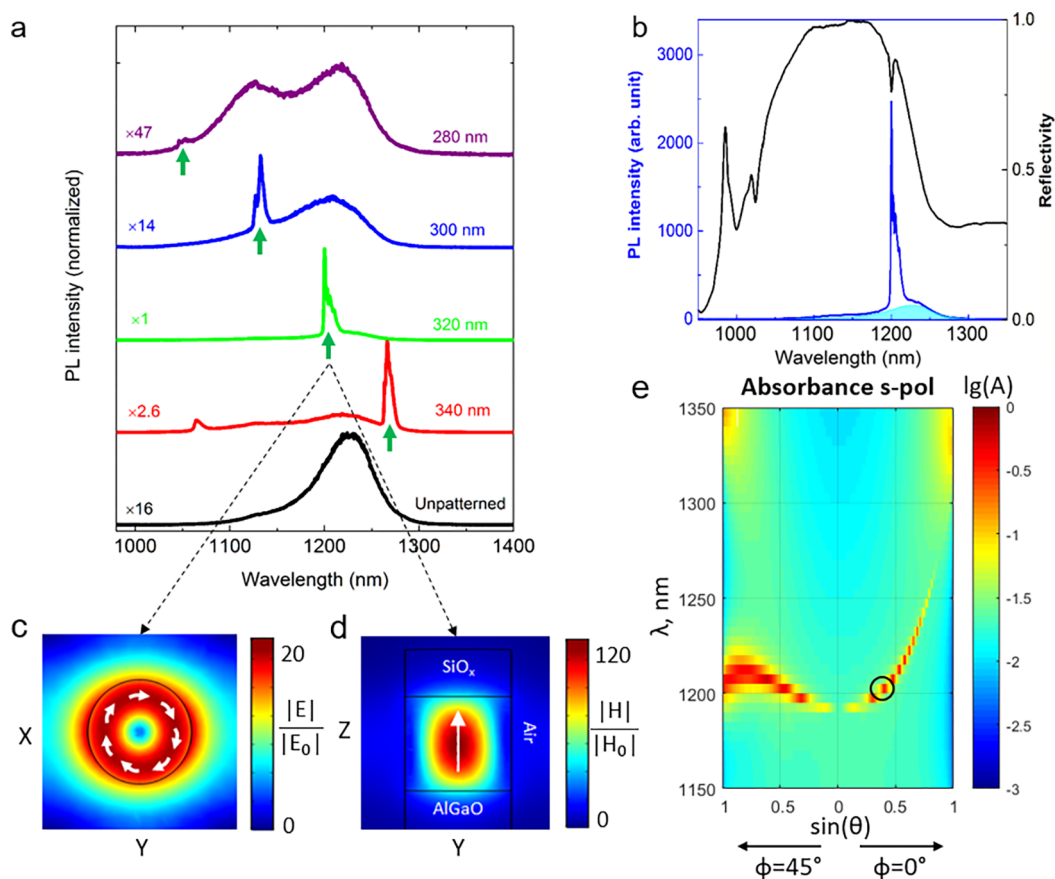 a
PL intensity (normalized)
×47
280 nm
×14
300 nm
×1
320 nm
×2.6
340 nm
×16
Unpatterned
1000 1100 1200 1300 1400
Wavelength (nm)
b
PL intensity (arb. unit)
3000
2500
2000
1500
1000
500
0
1000 1100 1200 1300
Wavelength (nm)
1.0
0.5
0.0
Reflectivity
c
X
Y
20
0
|E|
|E₀|
d
Z
SiOₓ
Air
AlGaO
Y
120
0
|H|
|H₀|
e
Absorbance s-pol
lg(A)
λ, nm
1350
1300
1250
1200
1150
1 0.5 0 0.5 1
sin(θ)
ϕ=45° ϕ=0°
0
-0.5
-1
-1.5
-2
-2.5
-3